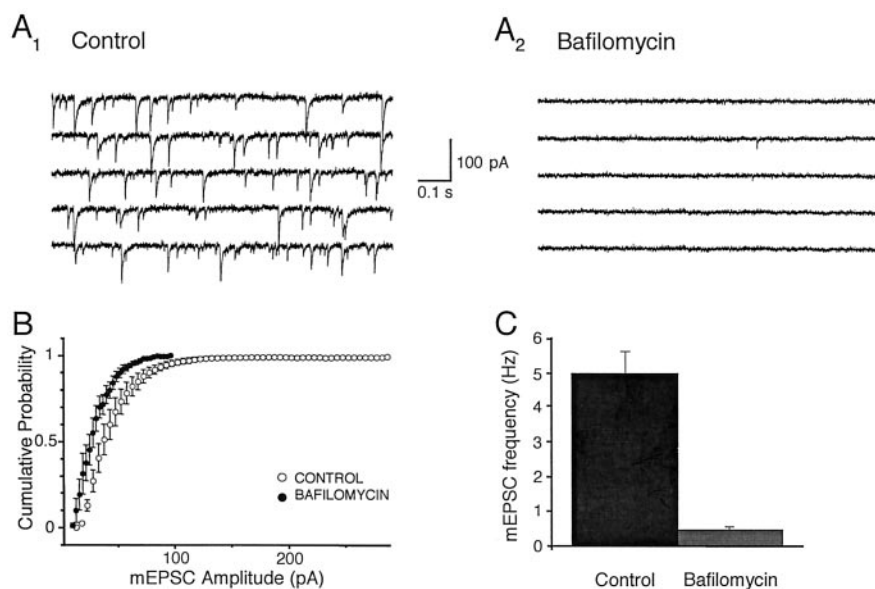 A1 Control
A2 Bafilomycin
100 pA
0.1 s
B
Cumulative Probability
1
0.5
0
100
200
mEPSC Amplitude (pA)
CONTROL
BAFILOMYCIN
C
mEPSC frequency (Hz)
6
5
4
3
2
1
0
Control
Bafilomycin